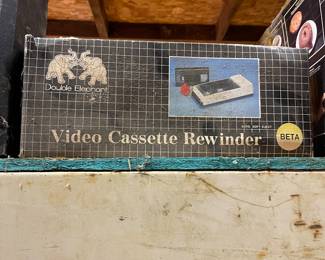 Double Elephant
Video Cassette Rewinder
BETA